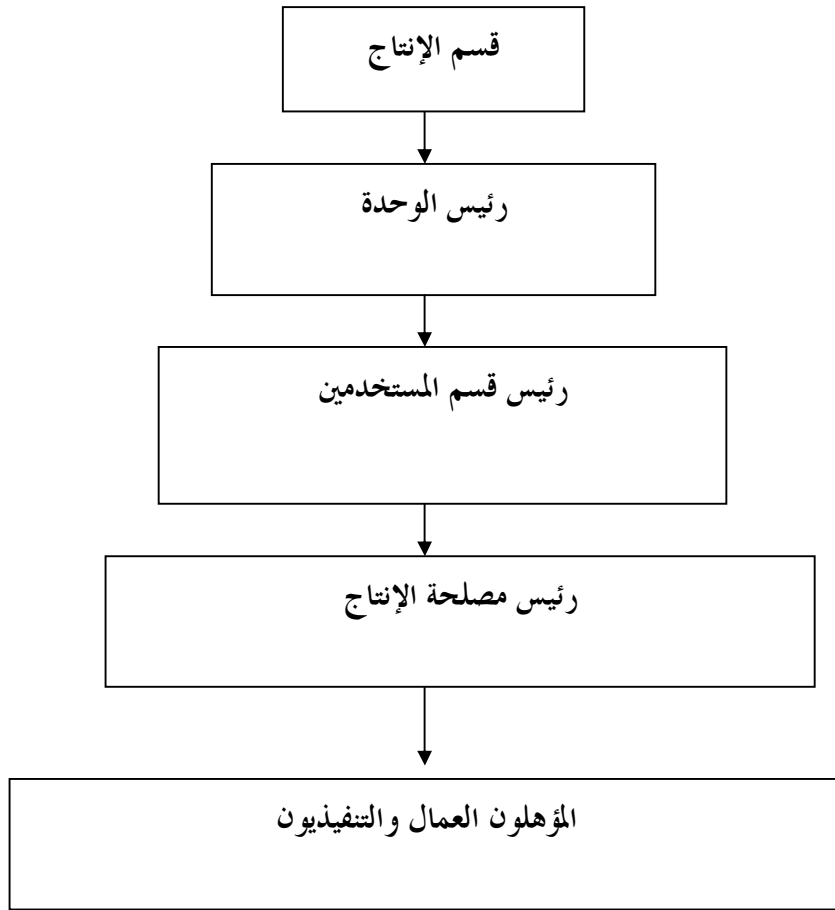 قسم الإنتاج
رئيس الوحدة
رئيس قسم المستخدمين
رئيس مصلحة الإنتاج
المؤهلون العمال والتنفيذيون